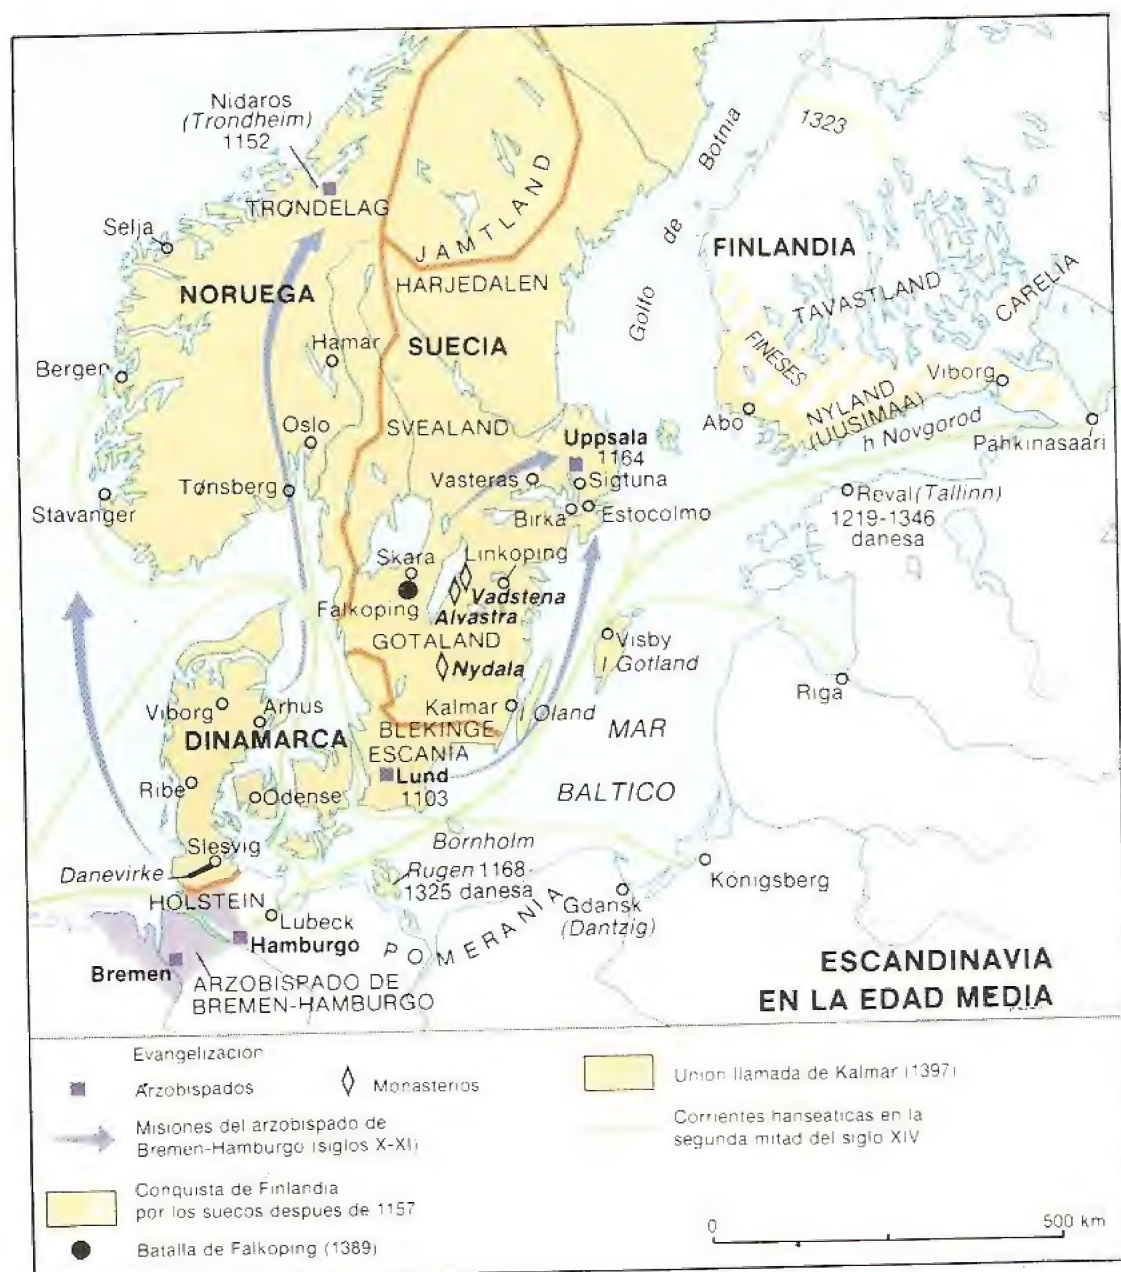 Nidaros
(Trondheim)
1152
TRONDELAG
Selja
NORUEGA
JAMTLAND
HARJEDALEN
SUECIA
Golfo de Botnia
1323
FINLANDIA
TAVASTLAND
CARELIA
FINESES
NYLAND
(UUSIMAA)
Viborg
h Novgorod
Pahkinasaari
Abo
Bergen
Hamar
Oslo
SVEALAND
Uppsala
1164
Vasteras
Sigtuna
Birka
Estocolmo
Tønsberg
Stavanger
Reval (Tallinn)
1219-1346
danesa
Skara
Linkoping
Falkoping
Vadstena
Alvastra
GOTALAND
Nydala
Visby
I Gotland
Riga
Viborg
Arhus
DINAMARCA
Kalmar
I Oland
BLEKINGE
ESCANIA
Lund
1103
MAR
BALTICO
Ribe
Odense
Slesvig
Danevirke
HOLSTEIN
Lubeck
Hamburgo
Bremen
ARZOBISPADO DE
BREMEN-HAMBURGO
Bornholm
Rugen 1168-
1325 danesa
POMERANIA
Gdansk
(Dantzig)
Königsberg
ESCANDINAVIA
EN LA EDAD MEDIA
Evangelización
Arzobispados
Monasterios
Misiones del arzobispado de
Bremen-Hamburgo (siglos X-XI)
Conquista de Finlandia
por los suecos despues de 1157
Batalla de Falkoping (1389)
Union llamada de Kalmar (1397)
Corrientes hanseaticas en la
segunda mitad del siglo XIV
0
500 km